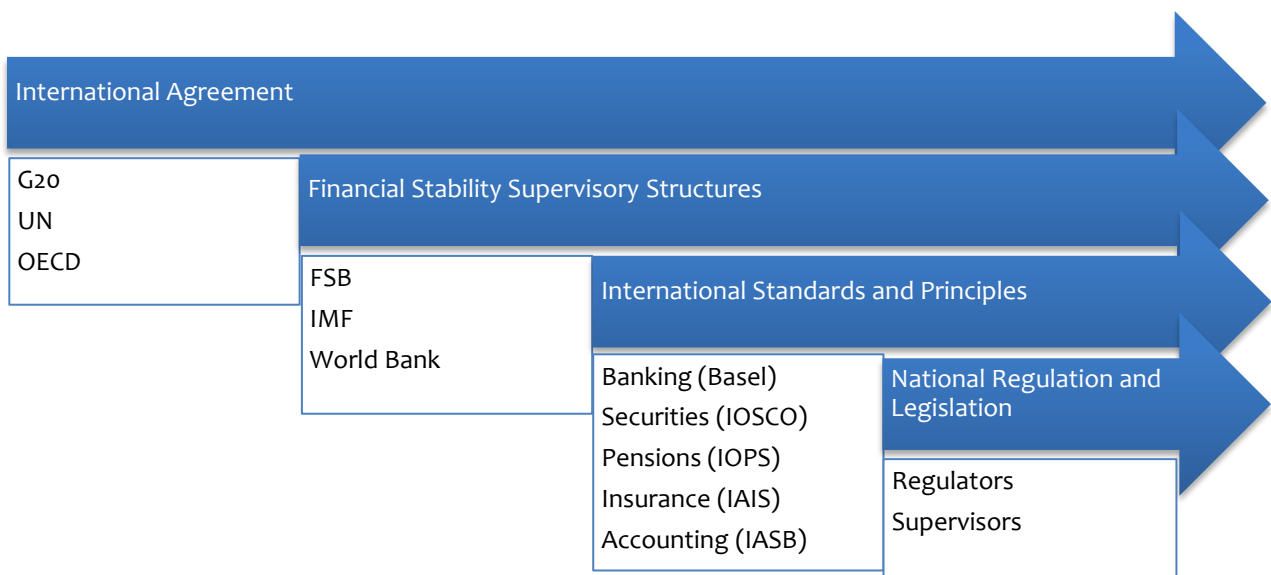 International Agreement
G20
UN
OECD
Financial Stability Supervisory Structures
FSB
IMF
World Bank
International Standards and Principles
Banking (Basel)
Securities (IOSCO)
Pensions (IOPS)
Insurance (IAIS)
Accounting (IASB)
National Regulation and
Legislation
Regulators
Supervisors